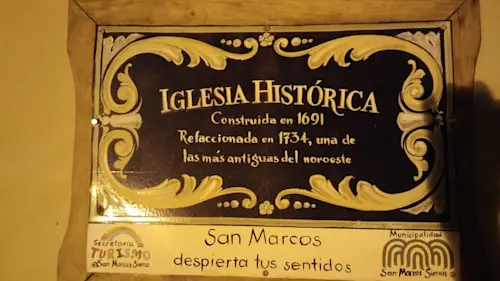 IGLESIA HISTÓRICA
Construida en 1691
Refaccionada en 1734, una de
las más antiguas del noroeste
Secretaría de
TURISMO
San Marcos Sierras
San Marcos
despierta tus sentidos
Municipalidad
San Marcos Sierras